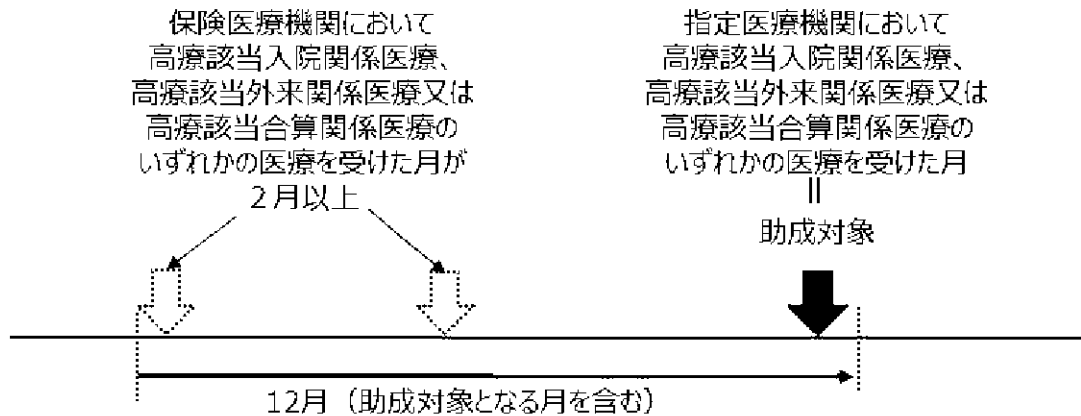 保険医療機関において
高療該当入院関係医療、
高療該当外来関係医療又は
高療該当合算関係医療の
いずれかの医療を受けた月が
２月以上
指定医療機関において
高療該当入院関係医療、
高療該当外来関係医療又は
高療該当合算関係医療の
いずれかの医療を受けた月
＝
助成対象
12月（助成対象となる月を含む）